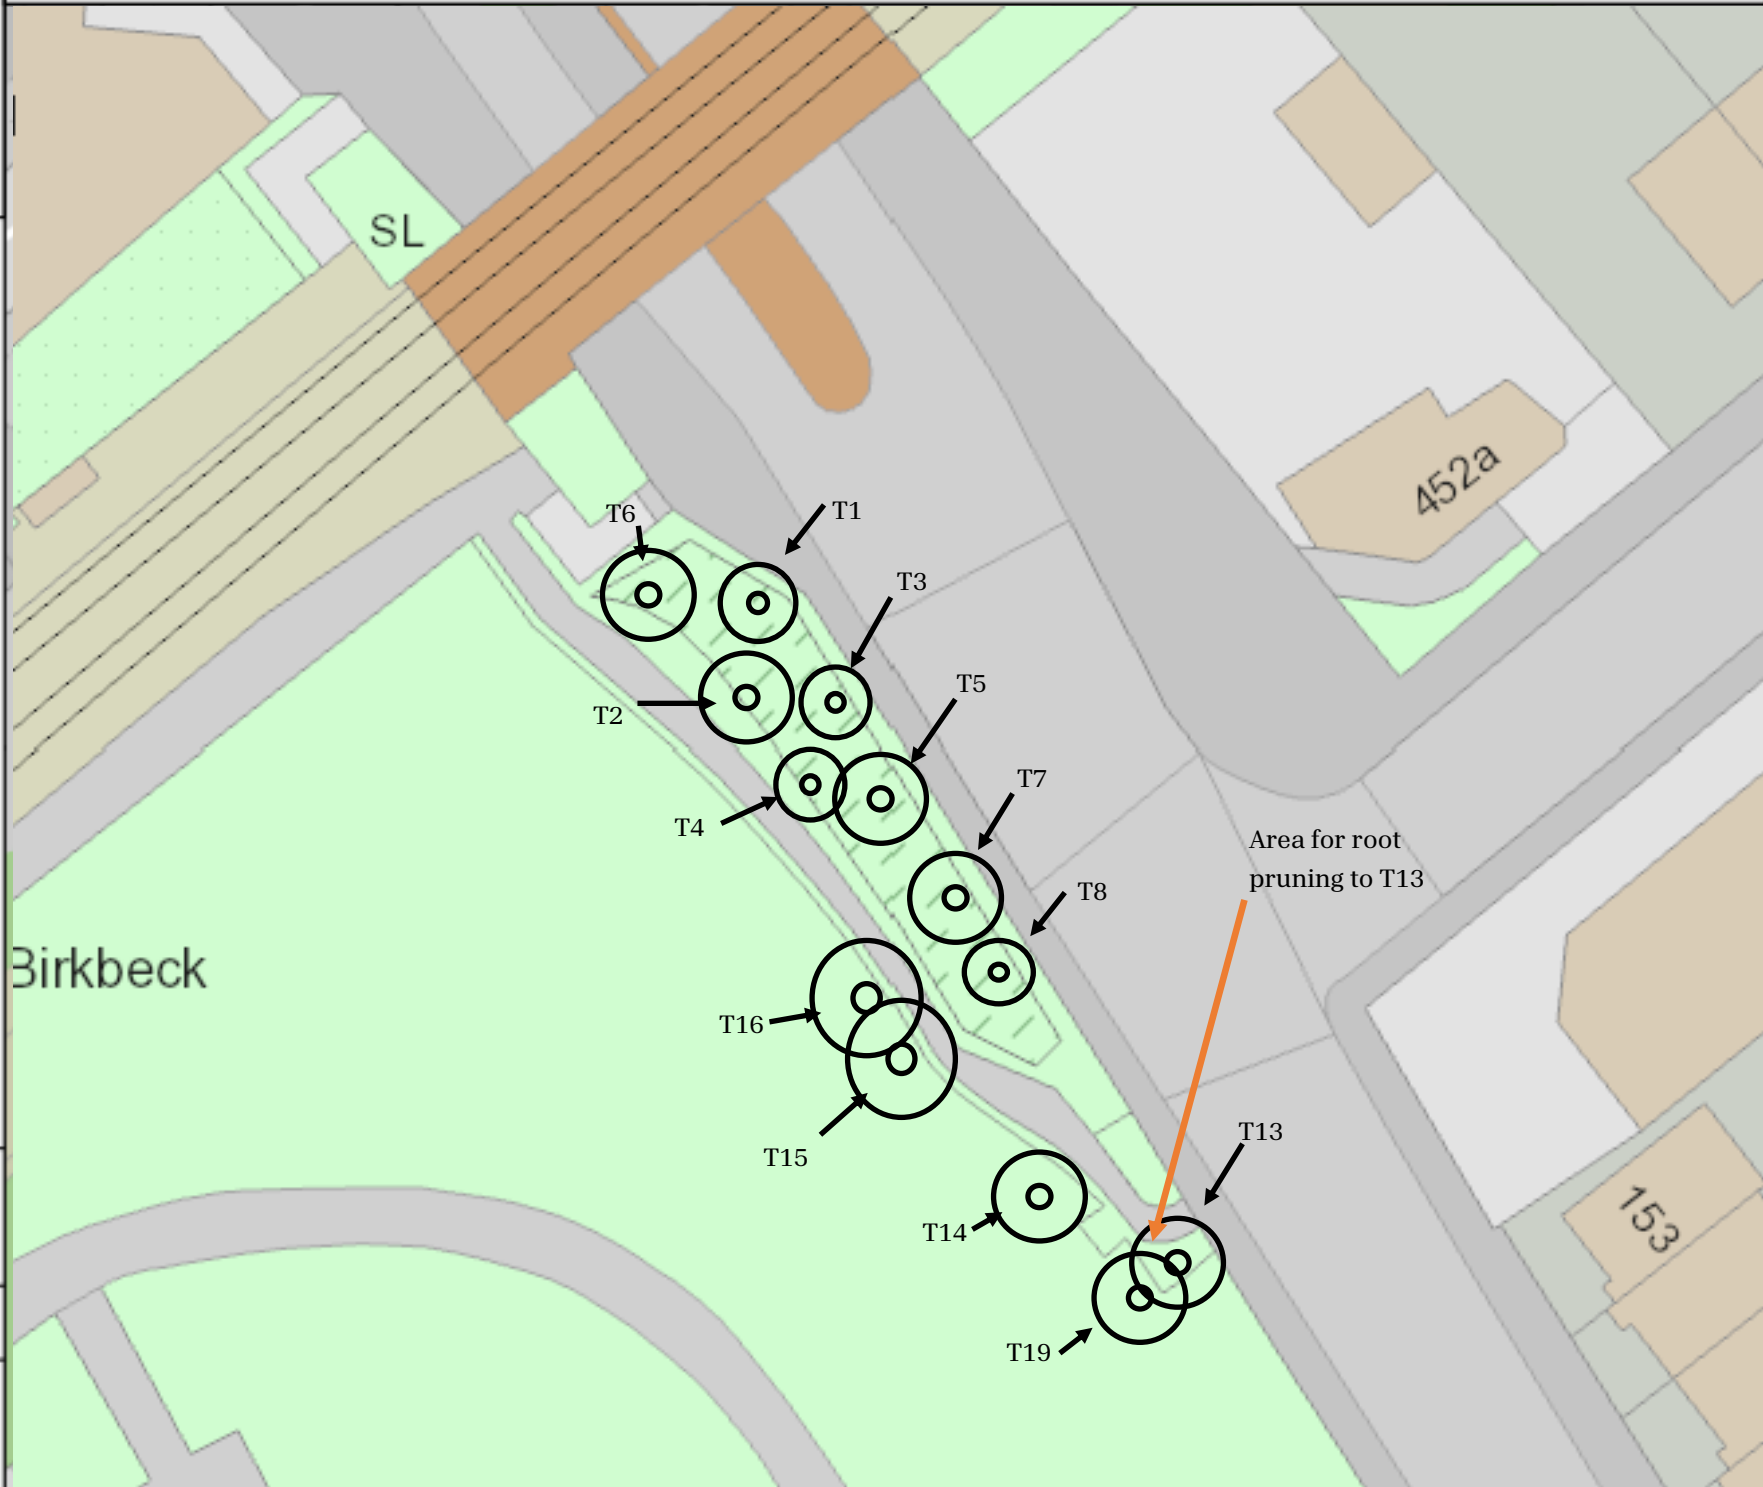 SL
452a
T6
T1
T3
T5
T2
T7
T4
Area for root
pruning to T13
T8
Birkbeck
T16
T13
T15
153
T14
T19